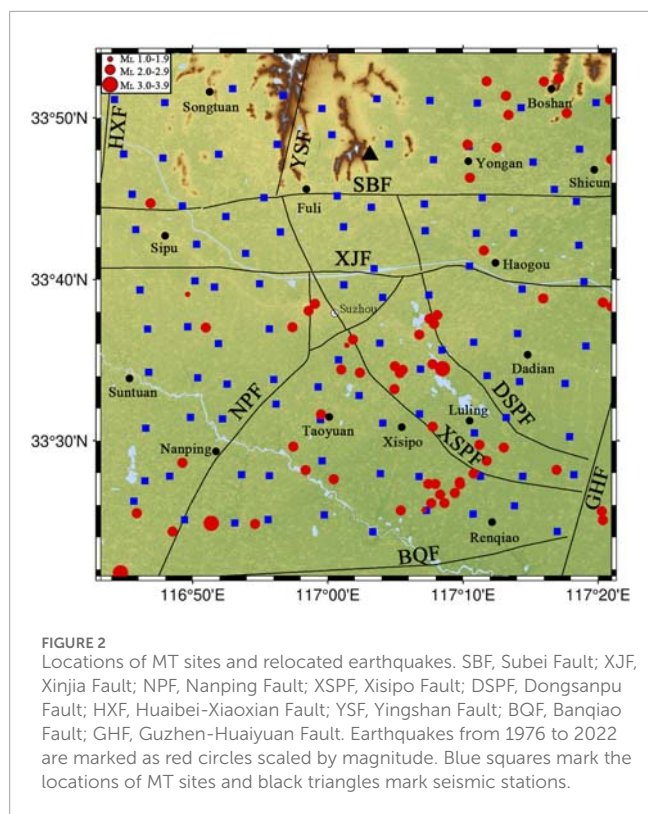 ML 1.0-1.9
ML 2.0-2.9
ML 3.0-3.9
33°50'N
33°40'N
33°30'N
HXF
Songtuan
YSF
Boshan
Yongan
Shicun
SBF
Fuli
Sipu
XJF
Haogou
Suzhou
Dadian
Suntuan
NPF
DSPF
Luling
Taoyuan
Xisipo
XSPF
Nanping
GHF
Renqiao
BQF
116°50'E 117°00'E 117°10'E 117°20'E
FIGURE 2
Locations of MT sites and relocated earthquakes. SBF, Subei Fault; XJF,
Xinjia Fault; NPF, Nanping Fault; XSPF, Xisipo Fault; DSPF, Dongsanpu
Fault; HXF, Huaibei-Xiaoxian Fault; YSF, Yingshan Fault; BQF, Banqiao
Fault; GHF, Guzhen-Huaiyuan Fault. Earthquakes from 1976 to 2022
are marked as red circles scaled by magnitude. Blue squares mark the
locations of MT sites and black triangles mark seismic stations.